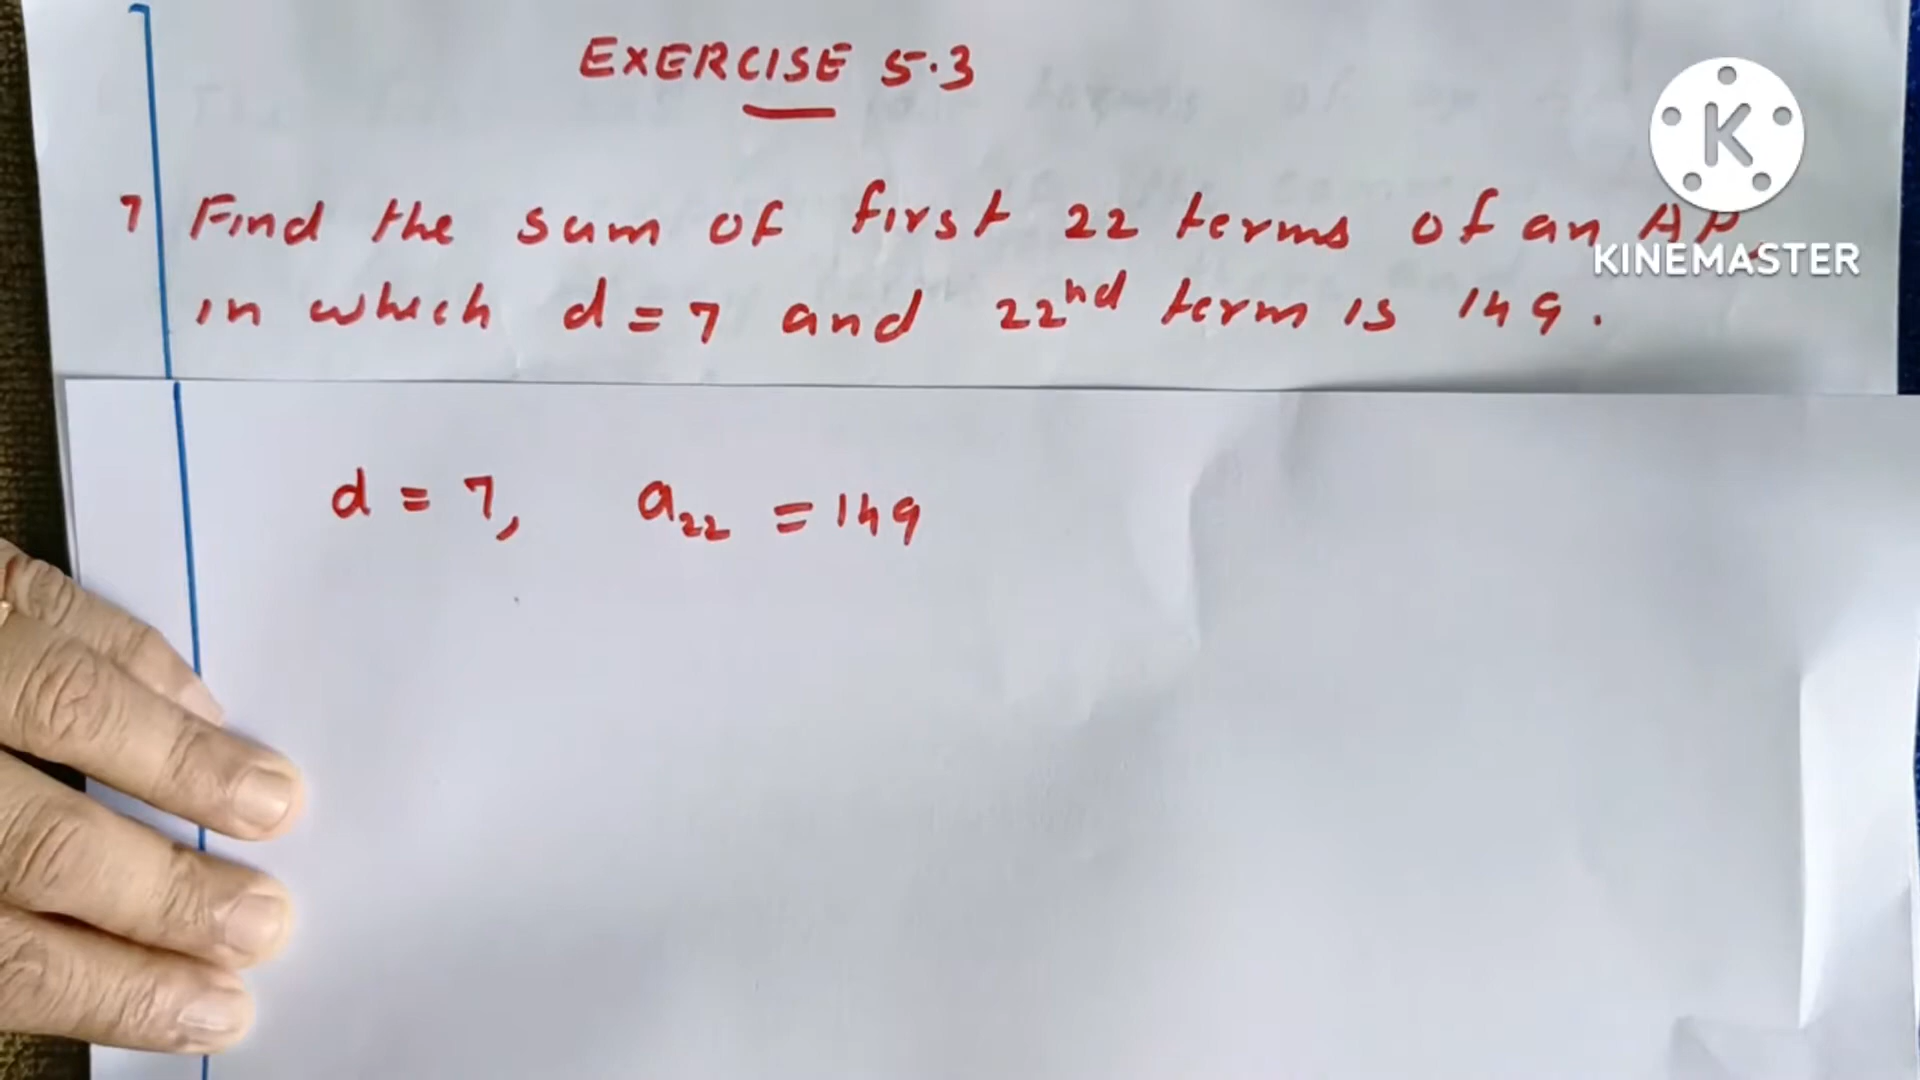 EXERCISE 5.3
7 Find the sum of first 22 terms of an AP,
in which d = 7 and 22nd term is 149.
d = 7, a22 = 149
K
KINEMASTER